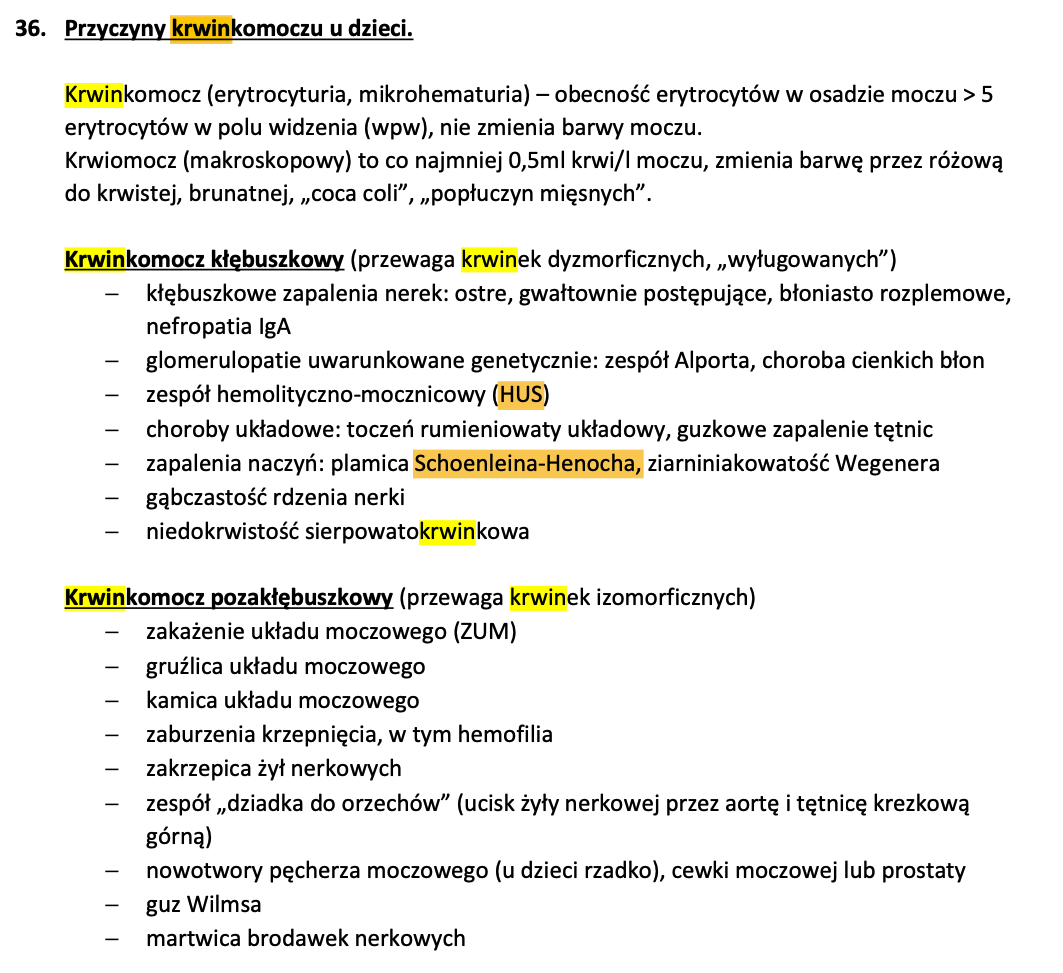 36. Przyczyny krwinkomoczu u dzieci.
Krwinkomocz (erytrocyturia, mikrohematuria) – obecność erytrocytów w osadzie moczu > 5
erytrocytów w polu widzenia (wpw), nie zmienia barwy moczu.
Krwiomocz (makroskopowy) to co najmniej 0,5ml krwi/l moczu, zmienia barwę przez różową
do krwistej, brunatnej, „coca coli”, „popłuczyn mięsnych”.
Krwinkomocz kłębuszkowy (przewaga krwinek dyzmorficznych, „wyługowanych”)
– kłębuszkowe zapalenia nerek: ostre, gwałtownie postępujące, błoniasto rozplemowe,
nefropatia IgA
– glomerulopatie uwarunkowane genetycznie: zespół Alporta, choroba cienkich błon
– zespół hemolityczno-mocznicowy (HUS)
– choroby układowe: toczeń rumieniowaty układowy, guzkowe zapalenie tętnic
– zapalenia naczyń: plamica Schoenleina-Henocha, ziarniniakowatość Wegenera
– gąbczastość rdzenia nerki
– niedokrwistość sierpowatokrwinkowa
Krwinkomocz pozakłębuszkowy (przewaga krwinek izomorficznych)
– zakażenie układu moczowego (ZUM)
– gruźlica układu moczowego
– kamica układu moczowego
– zaburzenia krzepnięcia, w tym hemofilia
– zakrzepica żył nerkowych
– zespół „dziadka do orzechów” (ucisk żyły nerkowej przez aortę i tętnicę krezkową
górną)
– nowotwory pęcherza moczowego (u dzieci rzadko), cewki moczowej lub prostaty
– guz Wilmsa
– martwica brodawek nerkowych